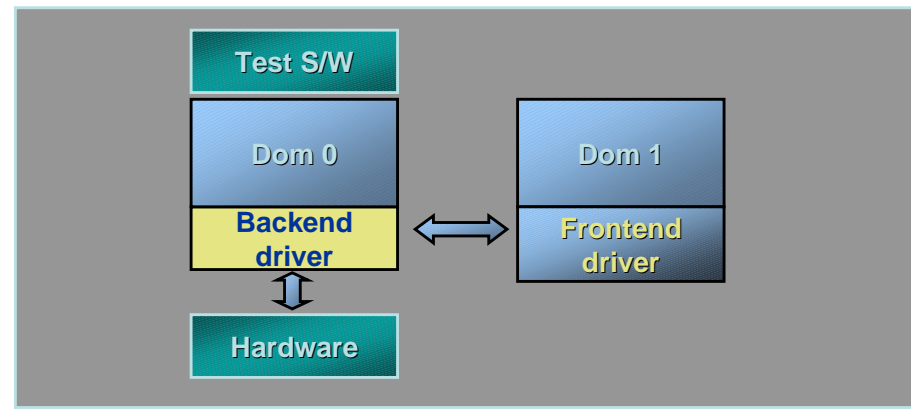 Test S/W
Dom 0
Dom 1
Backend
driver
Frontend
driver
Hardware